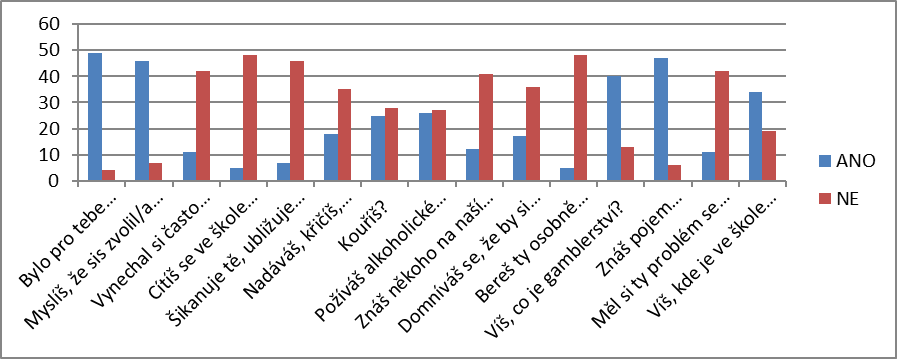 60
50
40
30
20
10
0
ANO
NE
Bylo pro tebe…
Myslíš, že sis zvolil/a…
Vynechal si často…
Cítíš se ve škole…
Šikanuje tě, ubližuje…
Nadáváš, křičíš,…
Kouříš?
Požíváš alkoholické…
Znáš někoho na naší…
Domníváš se, že by si…
Bereš ty osobně…
Víš, co je gamblerství?
Znáš pojem…
Měl si ty problém se…
Víš, kde je ve škole…